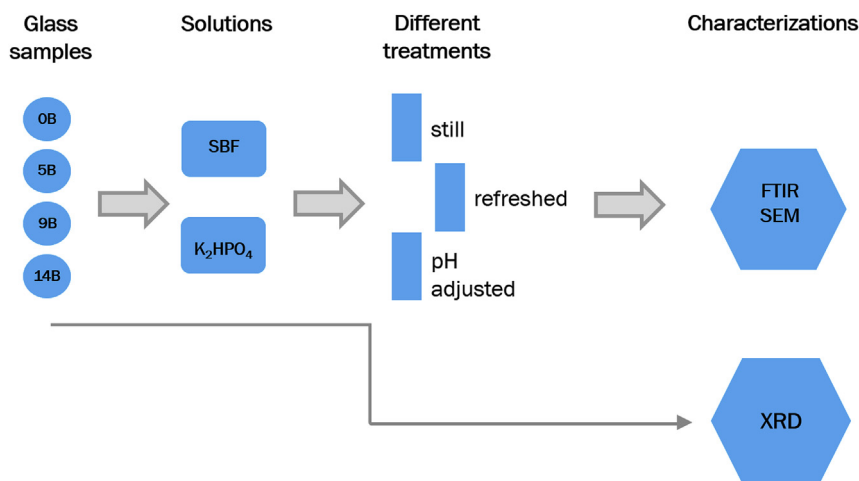 Glass
samples
Solutions
Different
treatments
Characterizations
0B
5B
9B
14B
SBF
K₂HPO₄
still
refreshed
pH
adjusted
FTIR
SEM
XRD